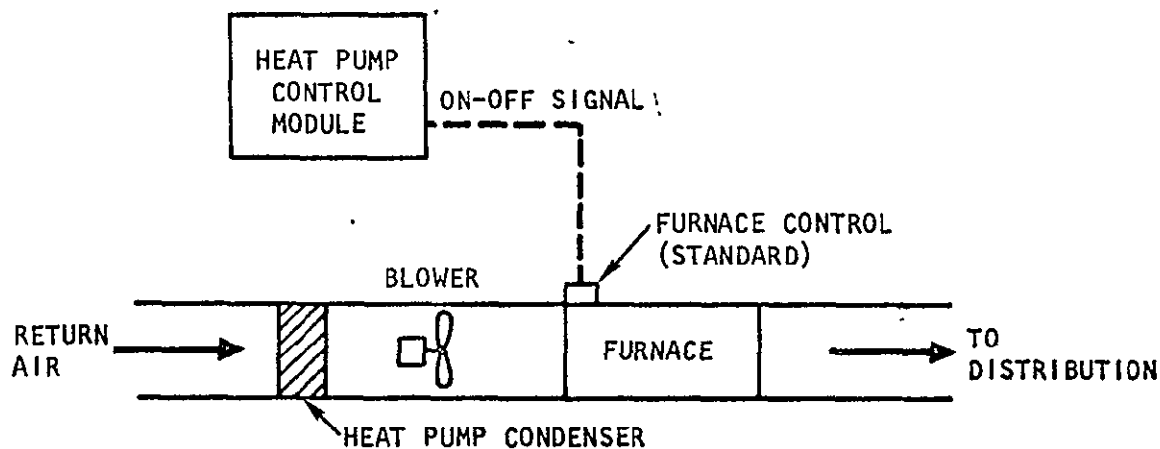 HEAT PUMP
CONTROL
MODULE
ON-OFF SIGNAL
FURNACE CONTROL
(STANDARD)
BLOWER
RETURN
AIR
FURNACE
TO
DISTRIBUTION
HEAT PUMP CONDENSER